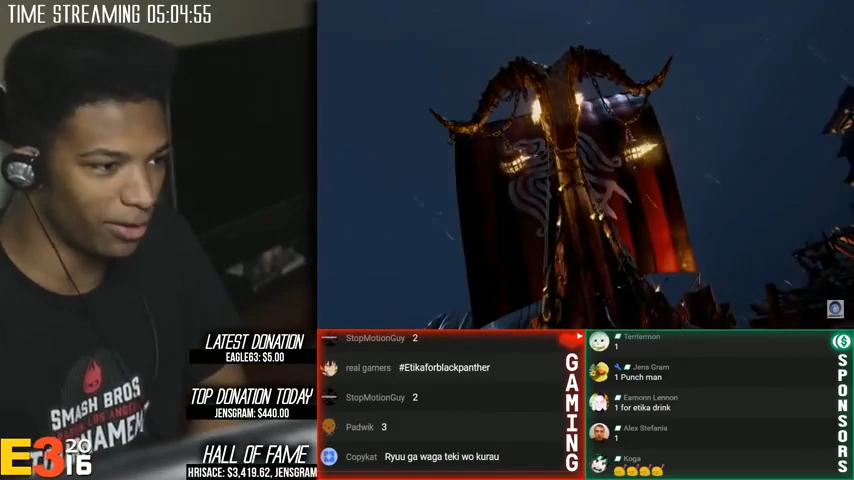 TIME STREAMING 05:04:55
SMASH BROS
LOS ANGELES
LATEST DONATION
EAGLE63: $5.00
TOP DONATION TODAY
JENSGRAM: $440.00
HALL OF FAME
HRISACE: $3,419.62, JENSGRAM:
E3 2016
StopMotionGuy 2
real gamers #Etikaforblackpanther
StopMotionGuy 2
Padwik 3
Copykat Ryuu ga waga teki wo kurau
GAMING
Terrfermon
1
Jens Gram
1 Punch man
Eamonn Lennon
1 for etika drink
Alex Stefania
1
Koga
SPONSORS